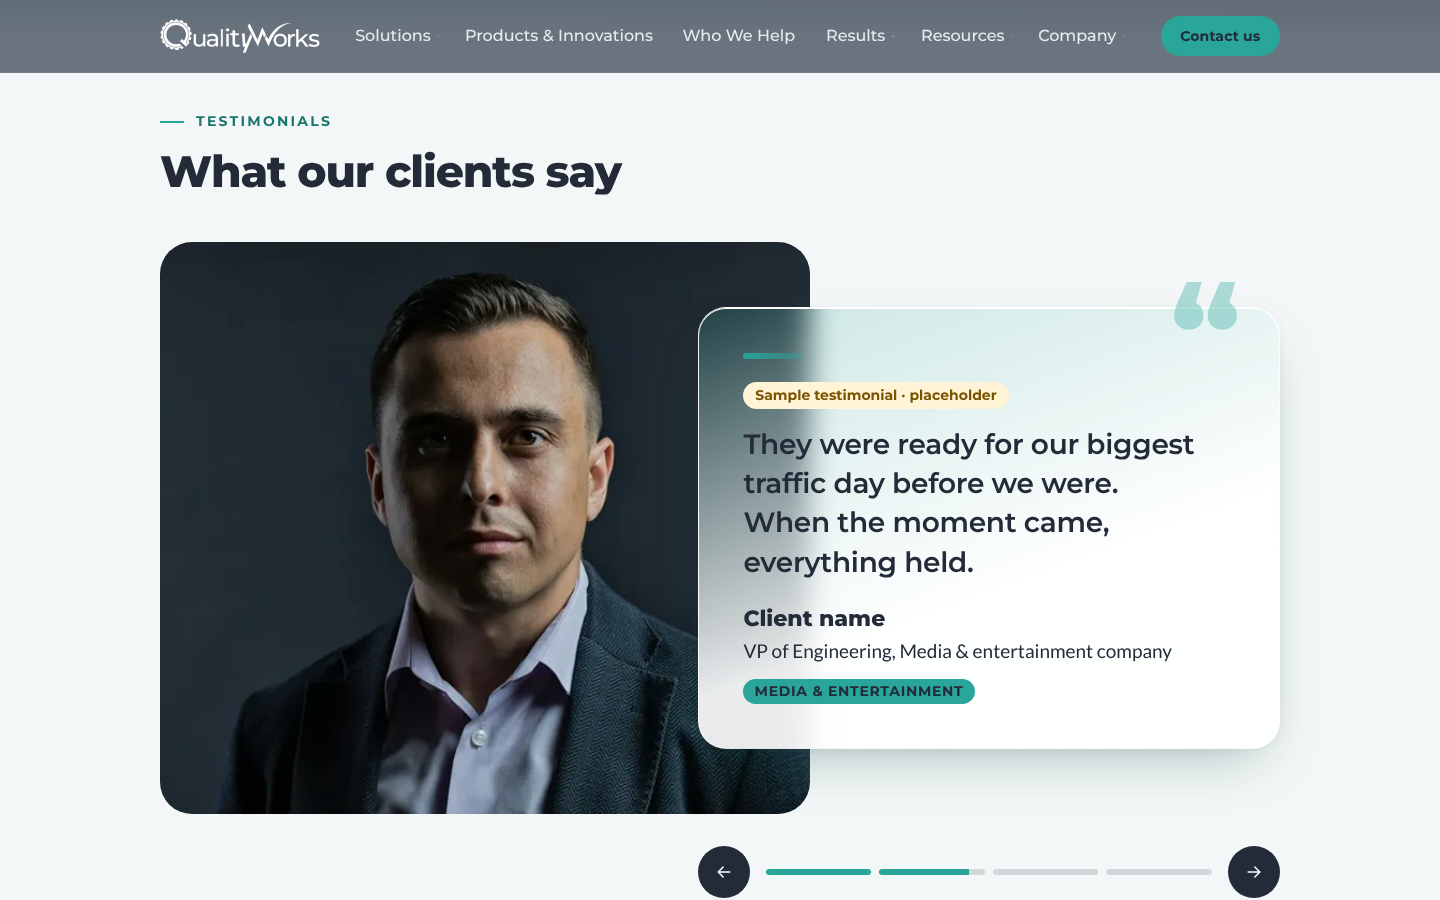 QualityWorks
Solutions
Products & Innovations
Who We Help
Results
Resources
Company
Contact us
TESTIMONIALS
What our clients say
“
Sample testimonial · placeholder
They were ready for our biggest
traffic day before we were.
When the moment came,
everything held.
Client name
VP of Engineering, Media & entertainment company
MEDIA & ENTERTAINMENT